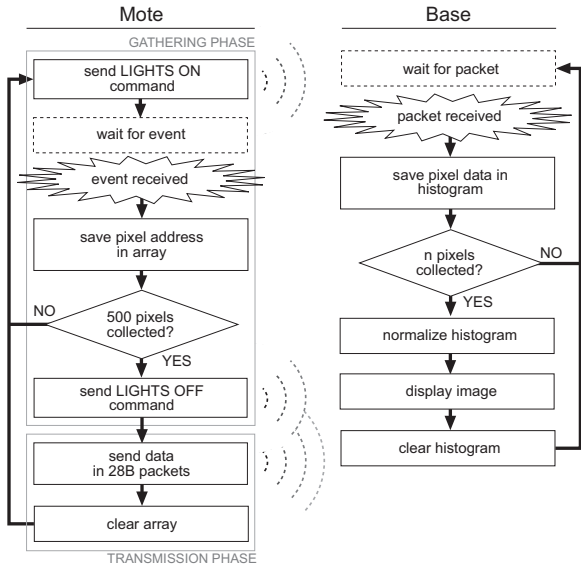 Mote
GATHERING PHASE
send LIGHTS ON
command
wait for event
event received
save pixel address
in array
NO
500 pixels
collected?
YES
send LIGHTS OFF
command
send data
in 28B packets
clear array
TRANSMISSION PHASE
Base
wait for packet
packet received
save pixel data in
histogram
n pixels
collected?
NO
YES
normalize histogram
display image
clear histogram